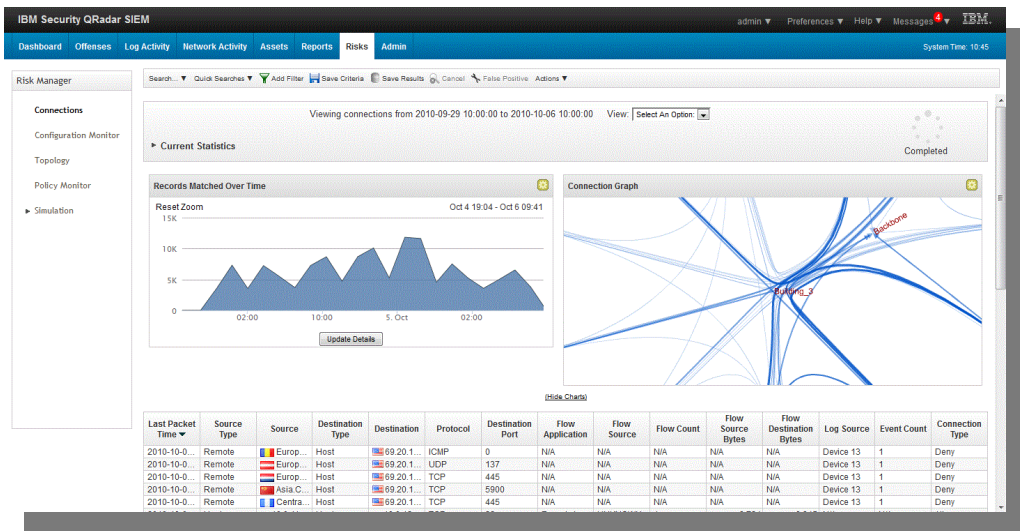 IBM Security QRadar SIEM
admin ▼ Preferences ▼ Help ▼ Messages 4 ▼ IBM.
Dashboard Offenses Log Activity Network Activity Assets Reports Risks Admin System Time: 10:45
Risk Manager
Connections
Configuration Monitor
Topology
Policy Monitor
Simulation
Search... ▼ Quick Searches ▼ Add Filter Save Criteria Save Results Cancel False Positive Actions ▼
Viewing connections from 2010-09-29 10:00:00 to 2010-10-06 10:00:00 View: Select An Option:
Current Statistics
Completed
Records Matched Over Time
Reset Zoom Oct 4 19:04 - Oct 6 09:41
15K
10K
5K
0
02:00 10:00 5. Oct 02:00
Update Details
Connection Graph
Backbone
Building_3
(Hide Charts)
Last Packet Time ▼ Source Type Source Destination Type Destination Protocol Destination Port Flow Application Flow Source Flow Count Flow Source Bytes Flow Destination Bytes Log Source Event Count Connection Type
2010-10-0... Remote Europ... Host 69.20.1... ICMP 0 N/A N/A N/A N/A N/A Device 13 1 Deny
2010-10-0... Remote Europ... Host 69.20.1... UDP 137 N/A N/A N/A N/A N/A Device 13 1 Deny
2010-10-0... Remote Europ... Host 69.20.1... TCP 445 N/A N/A N/A N/A N/A Device 13 1 Deny
2010-10-0... Remote Asia.C... Host 69.20.1... TCP 5900 N/A N/A N/A N/A N/A Device 13 1 Deny
2010-10-0... Remote Centra... Host 69.20.1... TCP 445 N/A N/A N/A N/A N/A Device 13 1 Deny